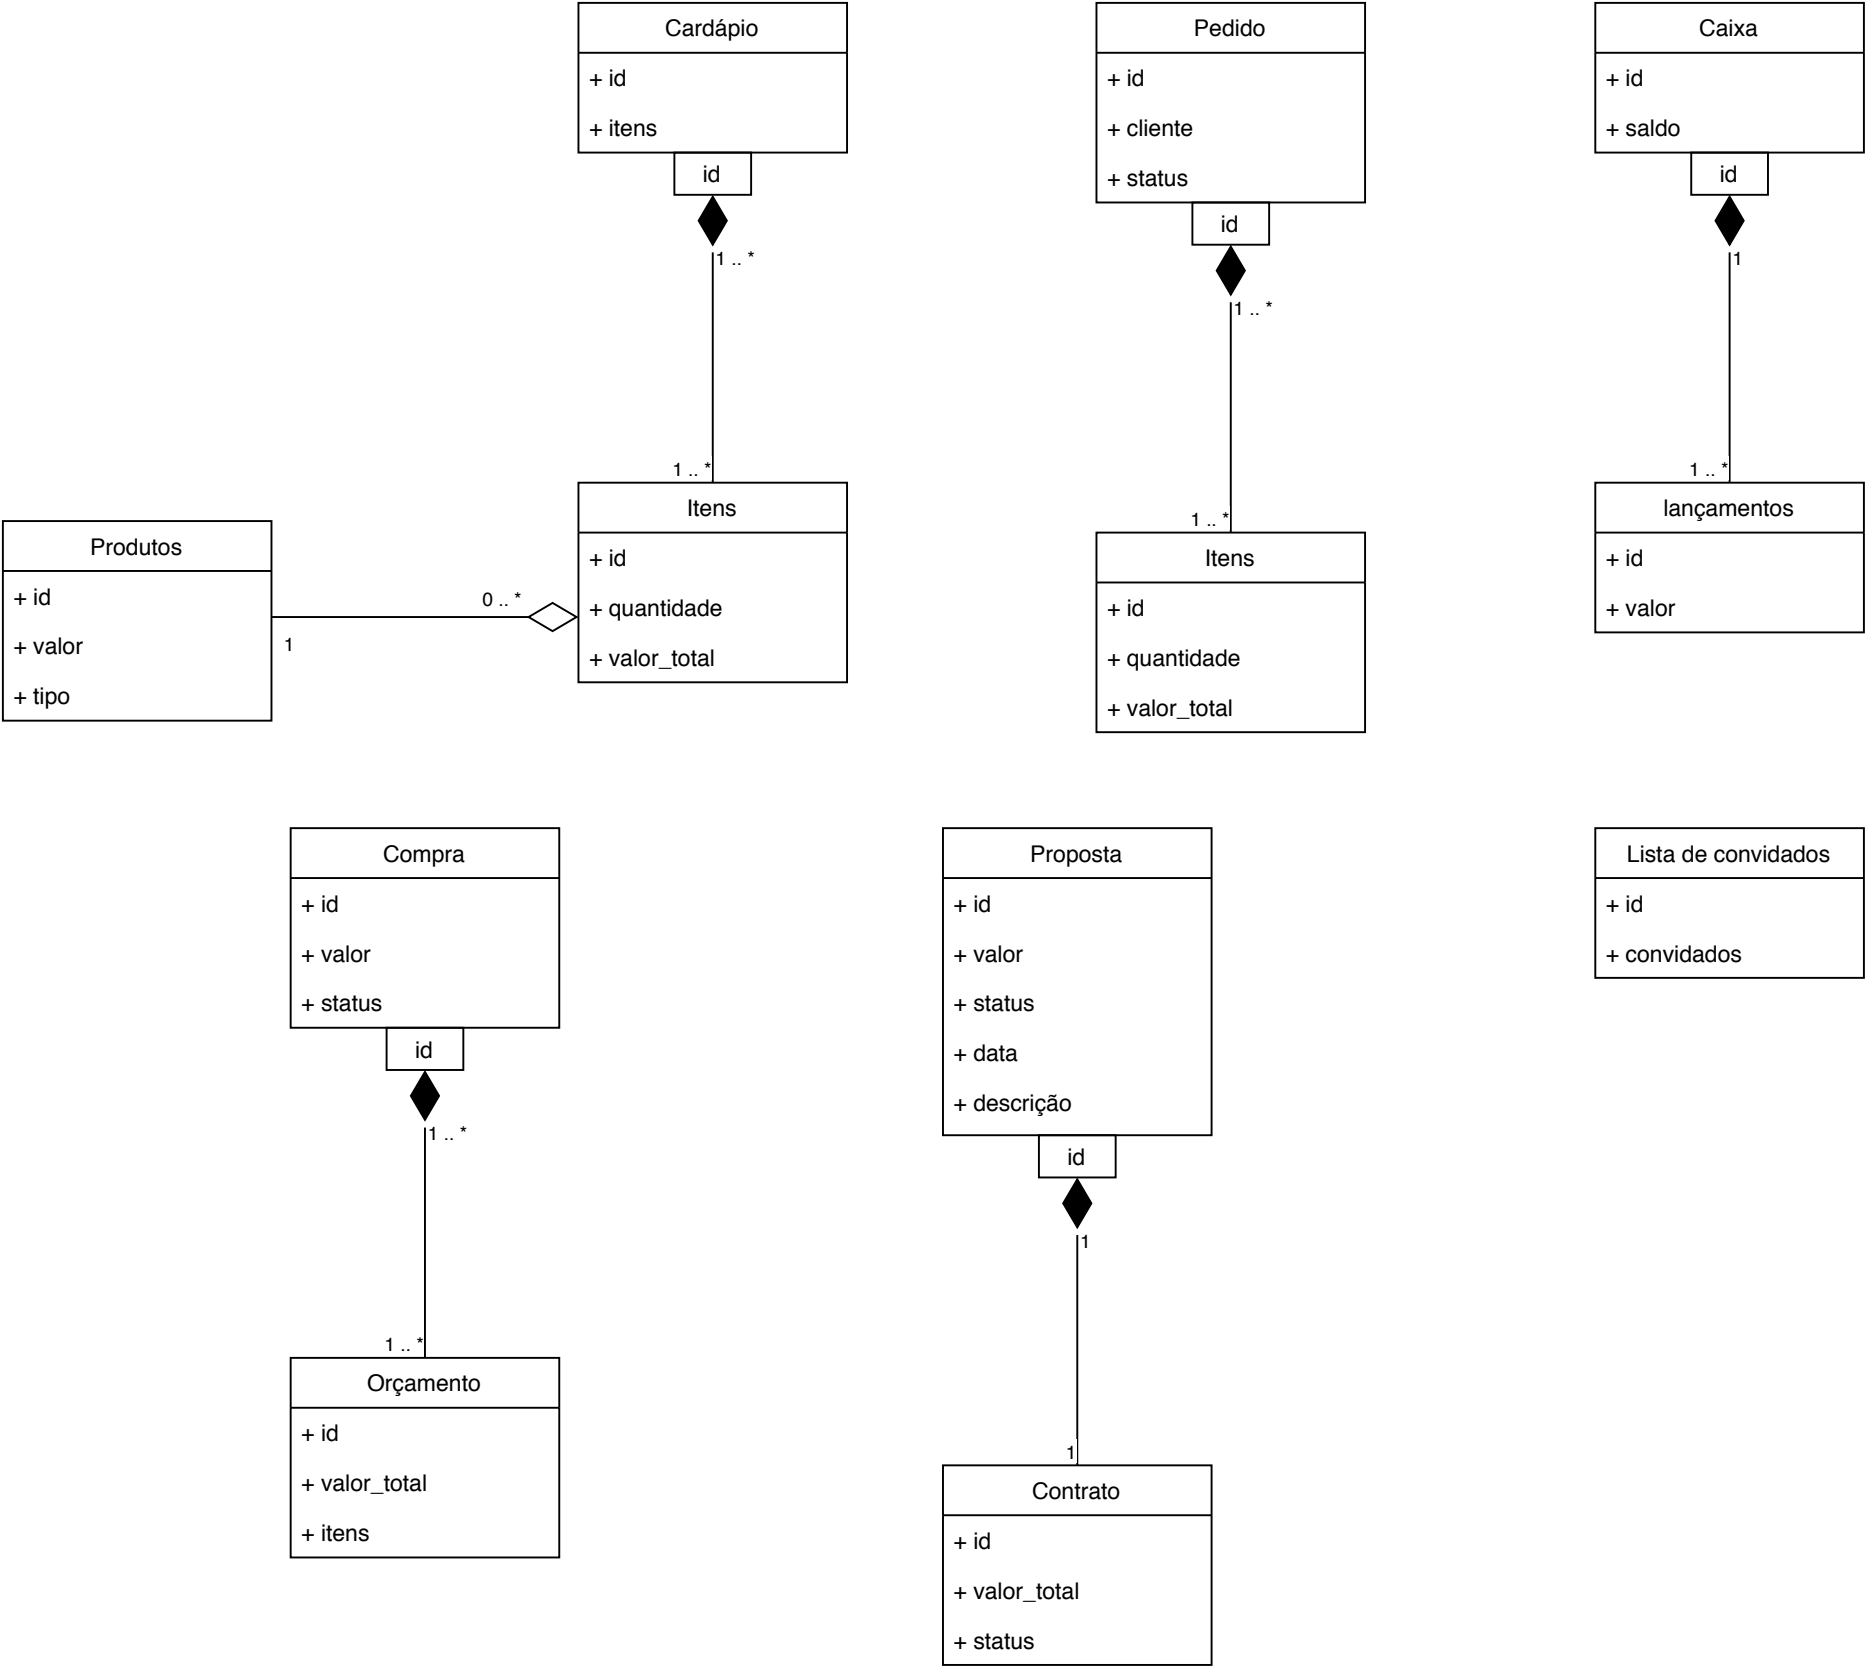 Cardápio
+ id
+ itens
id
1 .. *
1 .. *
Itens
+ id
+ quantidade
+ valor_total
0 .. *
1
Produtos
+ id
+ valor
+ tipo
Pedido
+ id
+ cliente
+ status
id
1 .. *
1 .. *
Itens
+ id
+ quantidade
+ valor_total
Caixa
+ id
+ saldo
id
1
1 .. *
lançamentos
+ id
+ valor
Compra
+ id
+ valor
+ status
id
1 .. *
1 .. *
Orçamento
+ id
+ valor_total
+ itens
Proposta
+ id
+ valor
+ status
+ data
+ descrição
id
1
1
Contrato
+ id
+ valor_total
+ status
Lista de convidados
+ id
+ convidados